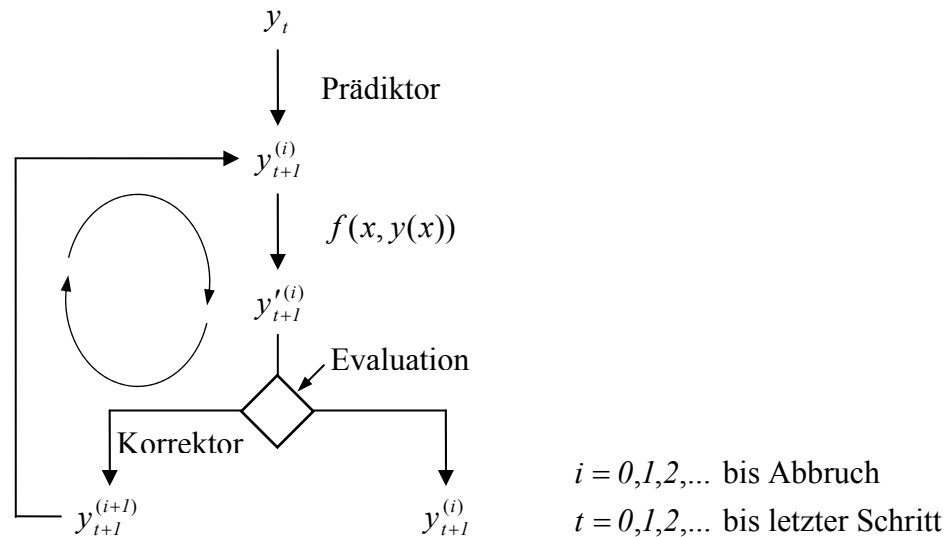 y_t
Prädiktor
y_{t+1}^{(i)}
f(x, y(x))
y'_{t+1}^{(i)}
Evaluation
Korrektor
y_{t+1}^{(i+1)}
y_{t+1}^{(i)}
i = 0,1,2,... bis Abbruch
t = 0,1,2,... bis letzter Schritt